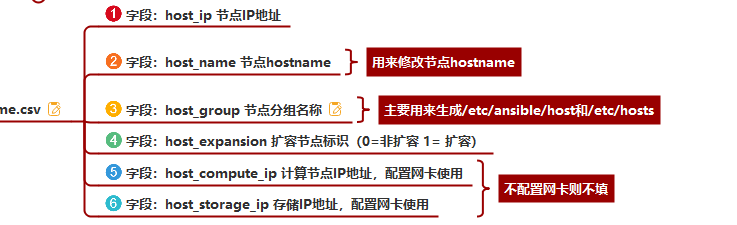 1 字段：host_ip 节点IP地址
2 字段：host_name 节点hostname
用来修改节点hostname
me.csv
3 字段：host_group 节点分组名称
主要用来生成/etc/ansible/host和/etc/hosts
4 字段：host_expansion 扩容节点标识（0=非扩容 1= 扩容）
5 字段：host_compute_ip 计算节点IP地址，配置网卡使用
不配置网卡则不填
6 字段：host_storage_ip 存储IP地址，配置网卡使用